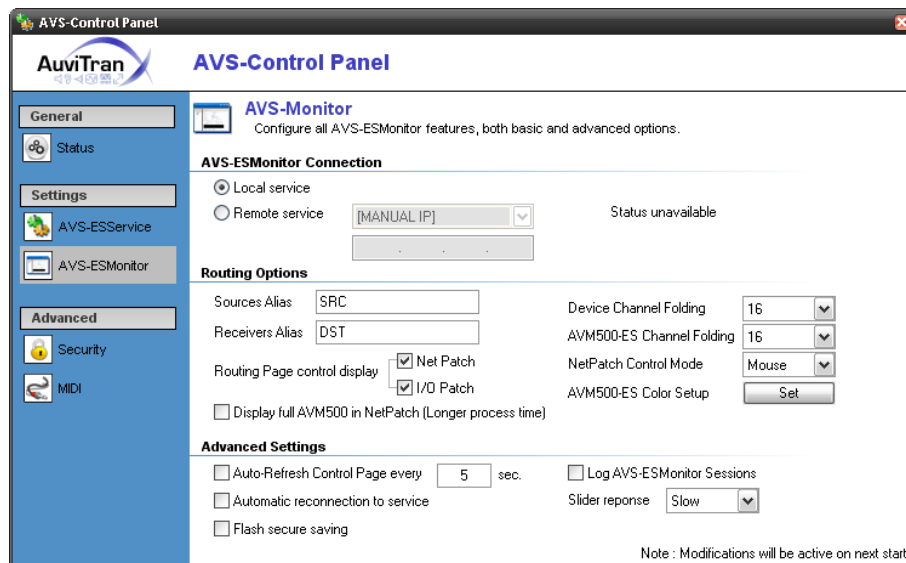 AVS-Control Panel
AuviTran
AVS-Control Panel
General
Status
Settings
AVS-ESService
AVS-ESMonitor
Advanced
Security
MIDI
AVS-Monitor
Configure all AVS-ESMonitor features, both basic and advanced options.
AVS-ESMonitor Connection
Local service
Remote service [MANUAL IP] Status unavailable
. . .
Routing Options
Sources Alias SRC
Receivers Alias DST
Routing Page control display
Net Patch
I/O Patch
Display full AVM500 in NetPatch (Longer process time)
Device Channel Folding 16
AVM500-ES Channel Folding 16
NetPatch Control Mode Mouse
AVM500-ES Color Setup Set
Advanced Settings
Auto-Refresh Control Page every 5 sec.
Automatic reconnection to service
Flash secure saving
Log AVS-ESMonitor Sessions
Slider reponse Slow
Note : Modifications will be active on next start